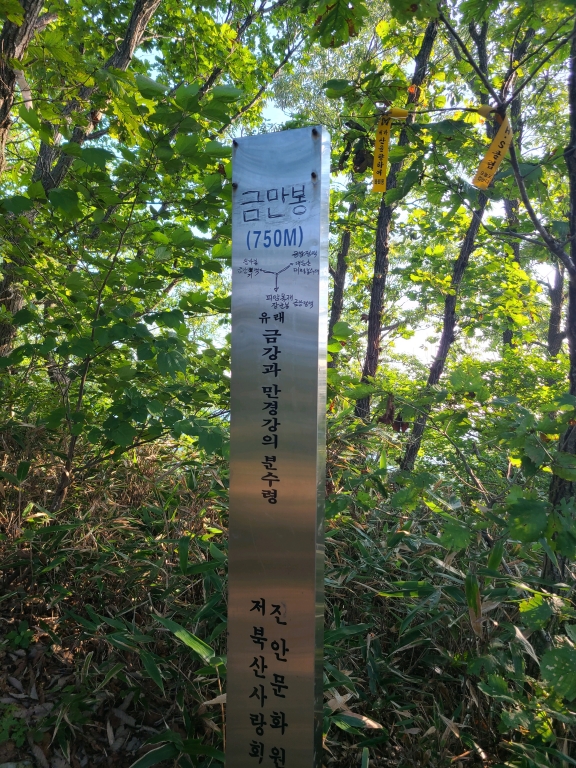 금만봉
(750M)
유래
금강과 만경강의 분수령
진안문화원
저북산사랑회